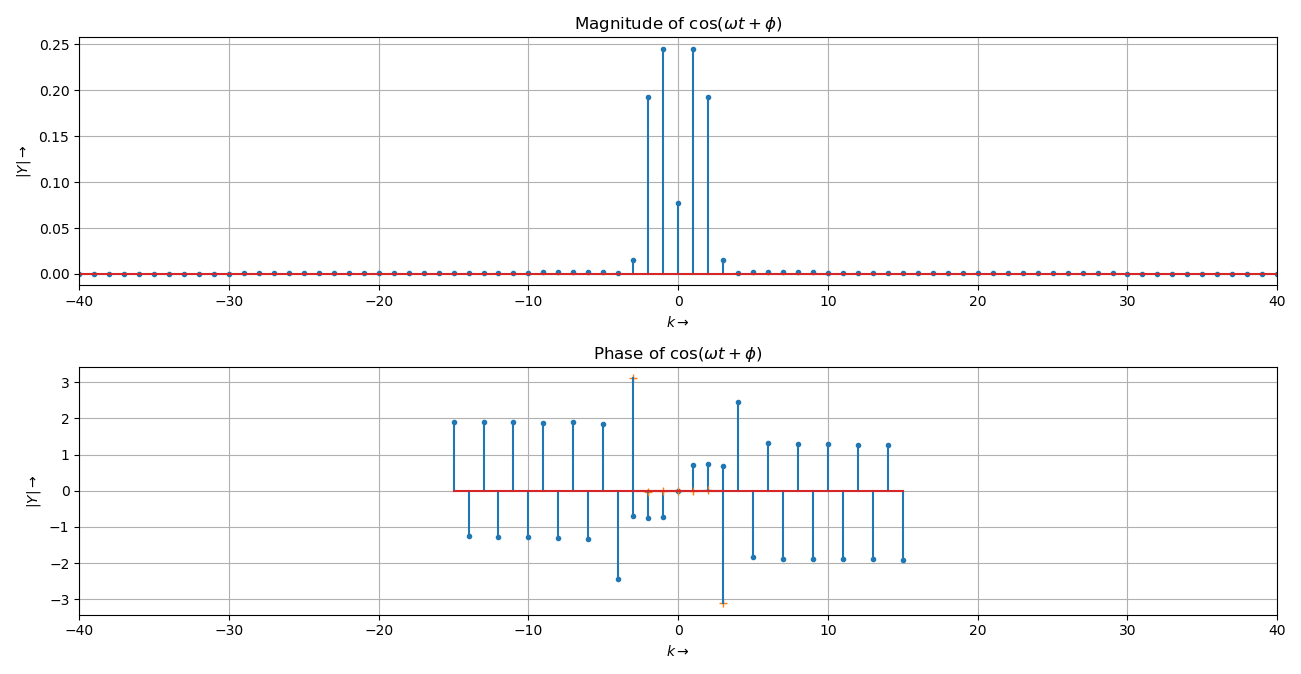 Magnitude of cos(ωt + ϕ)
0.25
0.20
0.15
0.10
0.05
0.00
|Y|→
−40 −30 −20 −10 0 10 20 30 40
k→
Phase of cos(ωt + ϕ)
3
2
1
0
−1
−2
−3
|Y|→
−40 −30 −20 −10 0 10 20 30 40
k→